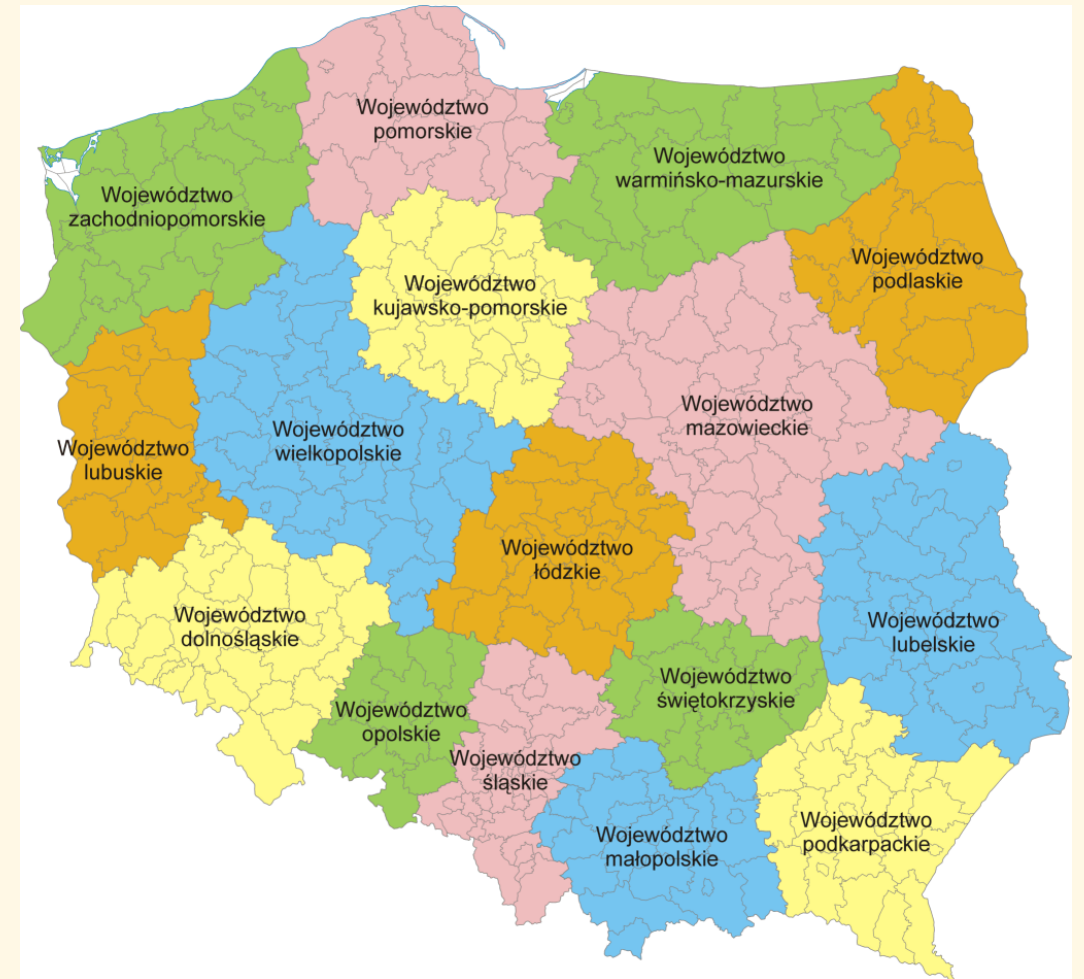 Województwo
pomorskie
Województwo
warmińsko-mazurskie
Województwo
zachodniopomorskie
Województwo
podlaskie
Województwo
kujawsko-pomorskie
Województwo
mazowieckie
Województwo
wielkopolskie
Województwo
lubuskie
Województwo
łódzkie
Województwo
dolnośląskie
Województwo
lubelskie
Województwo
świętokrzyskie
Województwo
opolskie
Województwo
śląskie
Województwo
podkarpackie
Województwo
małopolskie